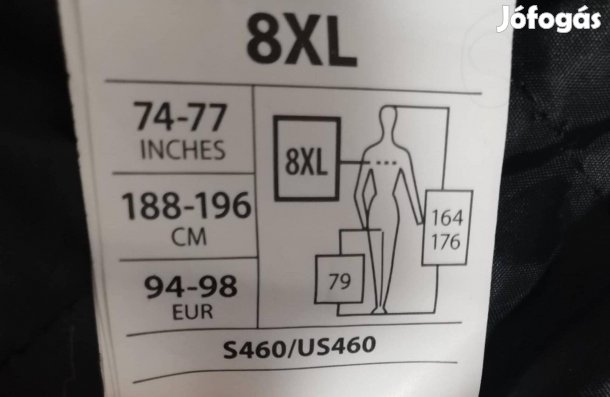 Jófogás
8XL
74-77
INCHES
188-196
CM
94-98
EUR
8XL
164
176
79
S460/US460